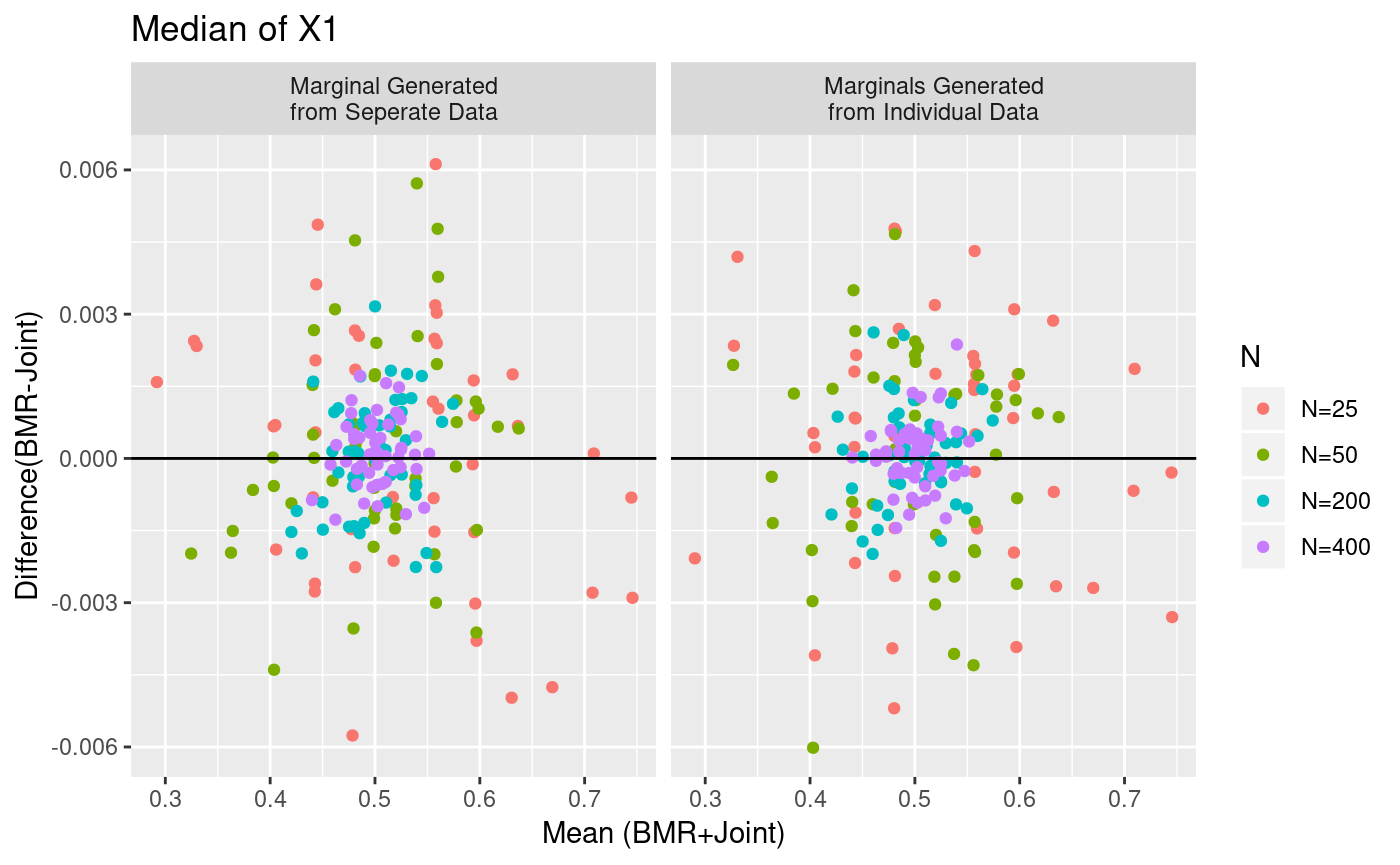 Median of X1
Marginal Generated
from Seperate Data
Marginals Generated
from Individual Data
0.006
0.003
0.000
-0.003
-0.006
Difference(BMR-Joint)
0.3 0.4 0.5 0.6 0.7
0.3 0.4 0.5 0.6 0.7
Mean (BMR+Joint)
N
N=25
N=50
N=200
N=400